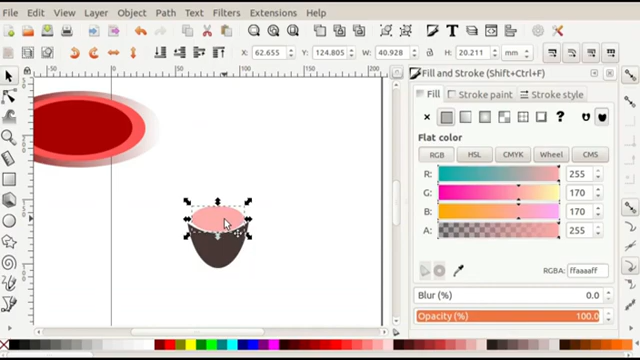 File Edit View Layer Object Path Text Filters Extensions Help
X: 62.655 Y: 124.805 W: 40.928 H: 20.211 mm
Fill and Stroke (Shift+Ctrl+F)
Fill Stroke paint Stroke style
Flat color
RGB HSL CMYK Wheel CMS
R: 255
G: 170
B: 170
A: 255
RGBA: ffaaaaff
Blur (%) 0.0
Opacity (%) 100.0